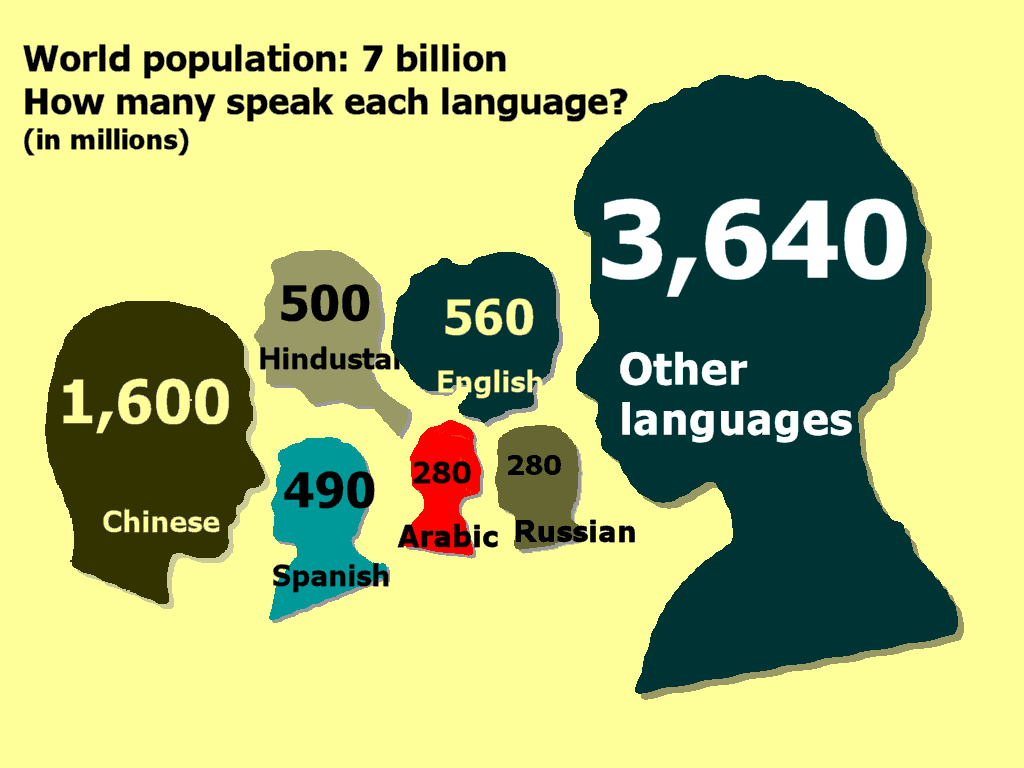 World population: 7 billion
How many speak each language?
(in millions)
3,640
Other
languages
500
Hindustan
560
English
1,600
Chinese
490
Spanish
280
Arabic
280
Russian